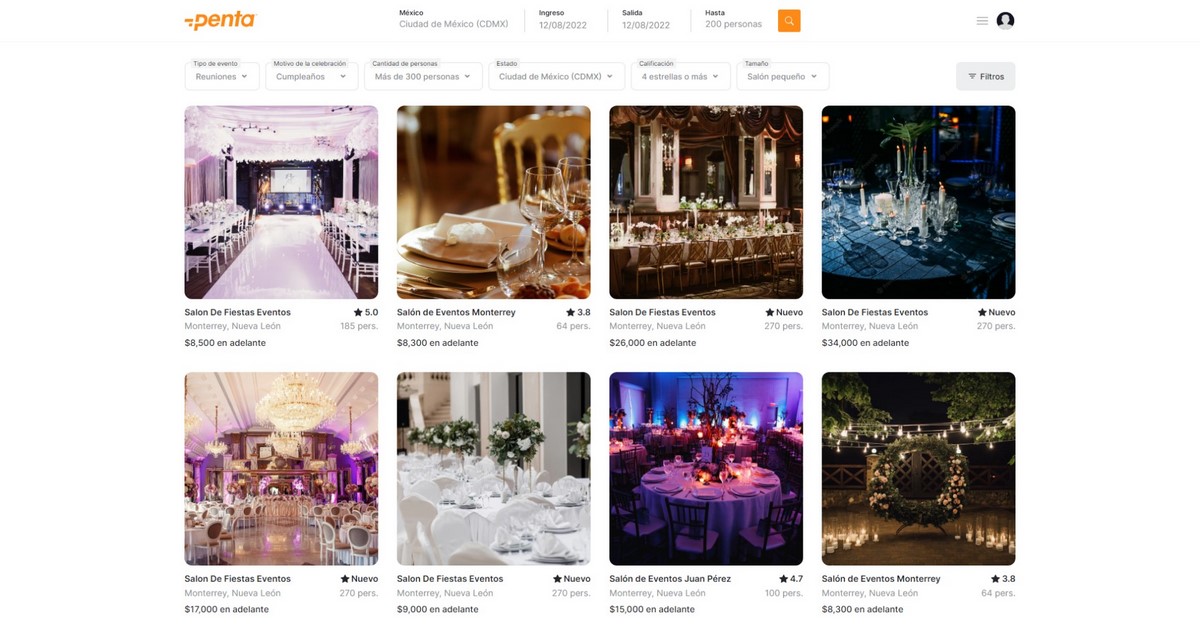 penta
México
Ciudad de México (CDMX)
Ingreso
12/08/2022
Salida
12/08/2022
Hasta
200 personas
Tipo de evento
Reuniones
Motivo de la celebración
Cumpleaños
Cantidad de personas
Más de 300 personas
Estado
Ciudad de México (CDMX)
Calificación
4 estrellas o más
Tamaño
Salón pequeño
Filtros
Salon De Fiestas Eventos ★ 5.0
Monterrey, Nueva León 185 pers.
$8,500 en adelante
Salón de Eventos Monterrey ★ 3.8
Monterrey, Nueva León 64 pers.
$8,300 en adelante
Salon De Fiestas Eventos ★ Nuevo
Monterrey, Nueva León 270 pers.
$26,000 en adelante
Salon De Fiestas Eventos ★ Nuevo
Monterrey, Nueva León 270 pers.
$34,000 en adelante
Salon De Fiestas Eventos ★ Nuevo
Monterrey, Nueva León 270 pers.
$17,000 en adelante
Salon De Fiestas Eventos ★ Nuevo
Monterrey, Nueva León 270 pers.
$9,000 en adelante
Salón de Eventos Juan Pérez ★ 4.7
Monterrey, Nueva León 100 pers.
$15,000 en adelante
Salón de Eventos Monterrey ★ 3.8
Monterrey, Nueva León 64 pers.
$8,300 en adelante